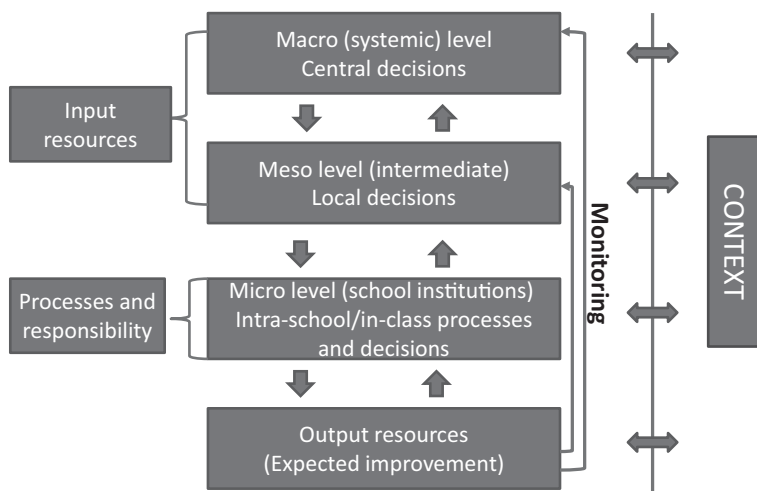 Macro (systemic) level
Central decisions
Input
resources
Meso level (intermediate)
Local decisions
Monitoring
CONTEXT
Micro level (school institutions)
Intra-school/in-class processes
and decisions
Processes and
responsibility
Output resources
(Expected improvement)